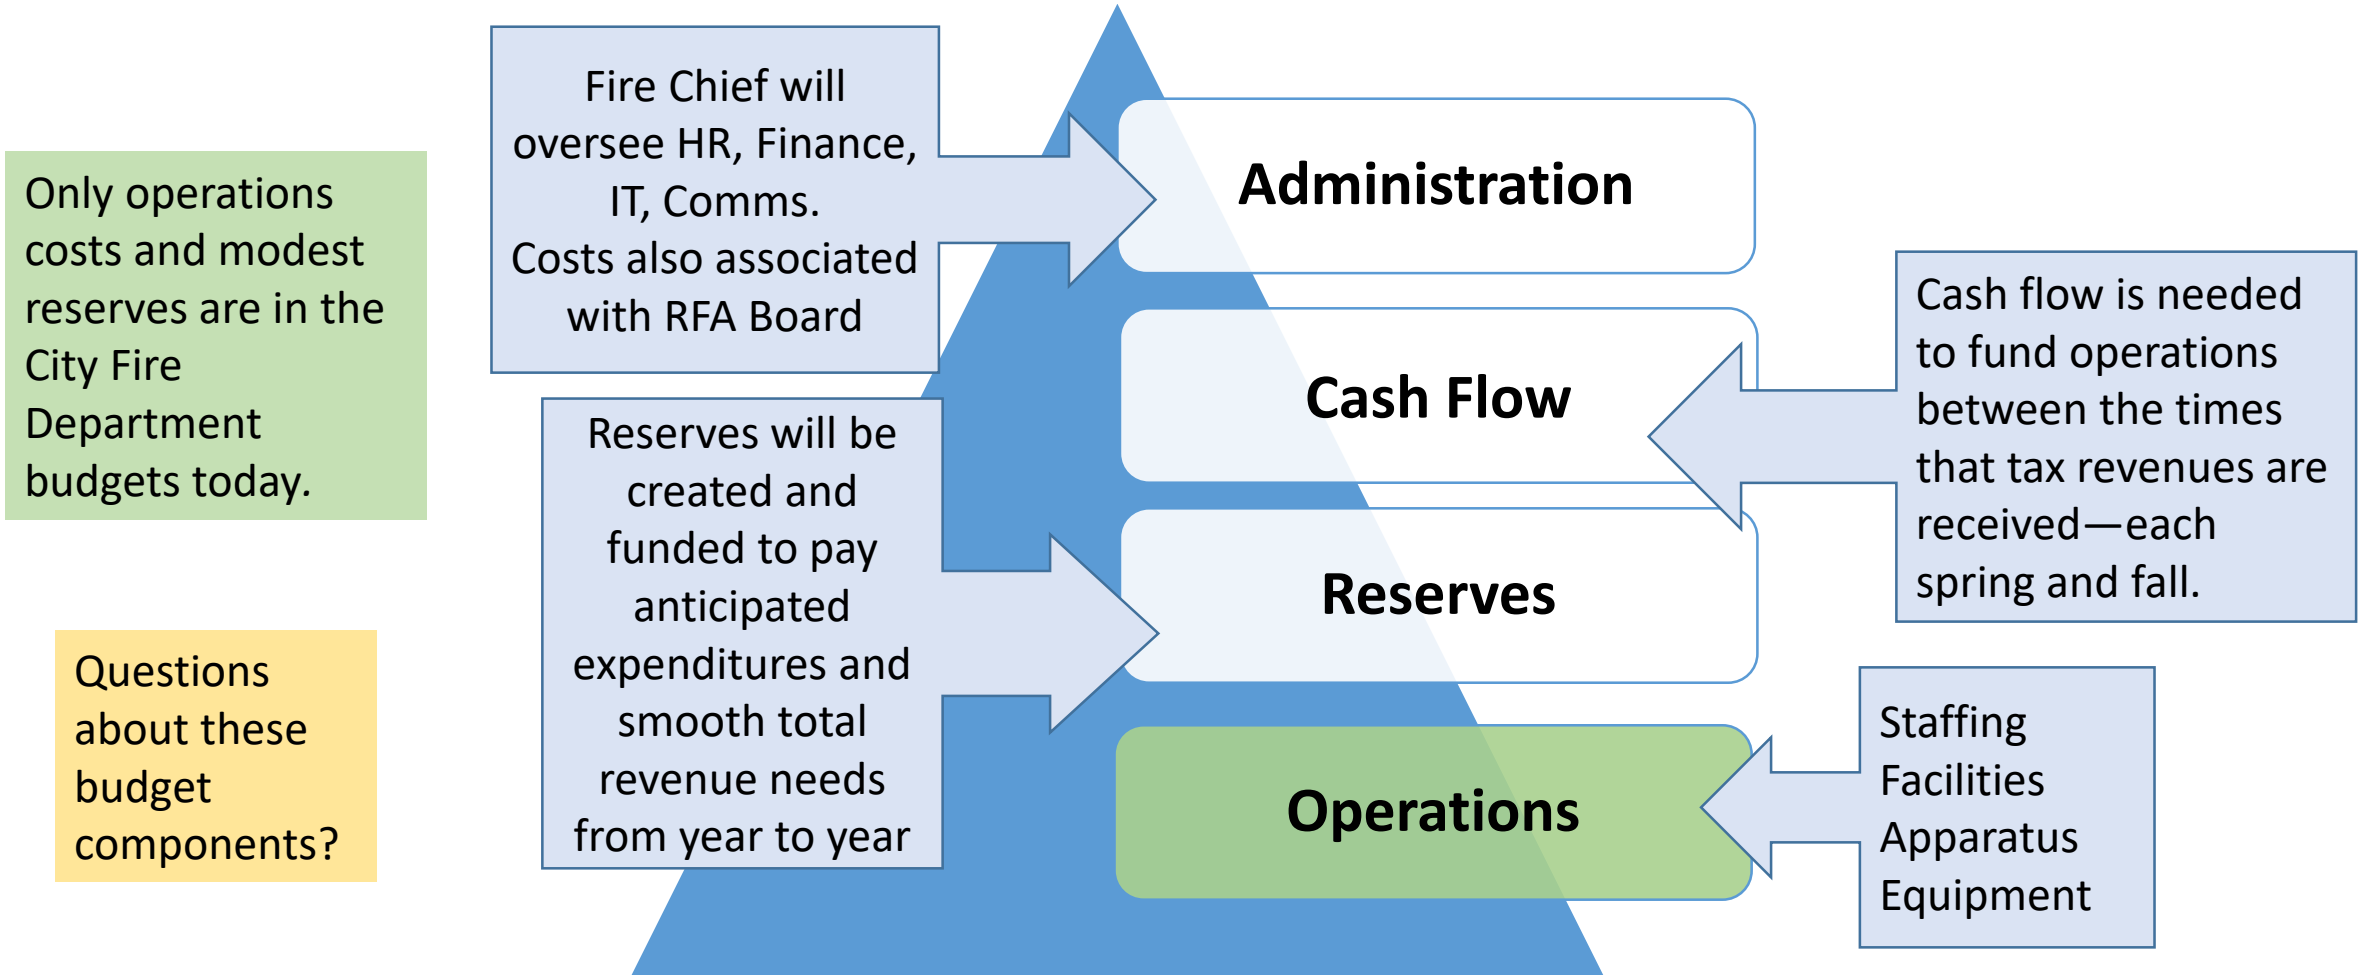 Only operations
costs and modest
reserves are in the
City Fire
Department
budgets today.
Questions
about these
budget
components?
Fire Chief will
oversee HR, Finance,
IT, Comms.
Costs also associated
with RFA Board
Reserves will be
created and
funded to pay
anticipated
expenditures and
smooth total
revenue needs
from year to year
Administration
Cash Flow
Reserves
Operations
Cash flow is needed
to fund operations
between the times
that tax revenues are
received—each
spring and fall.
Staffing
Facilities
Apparatus
Equipment